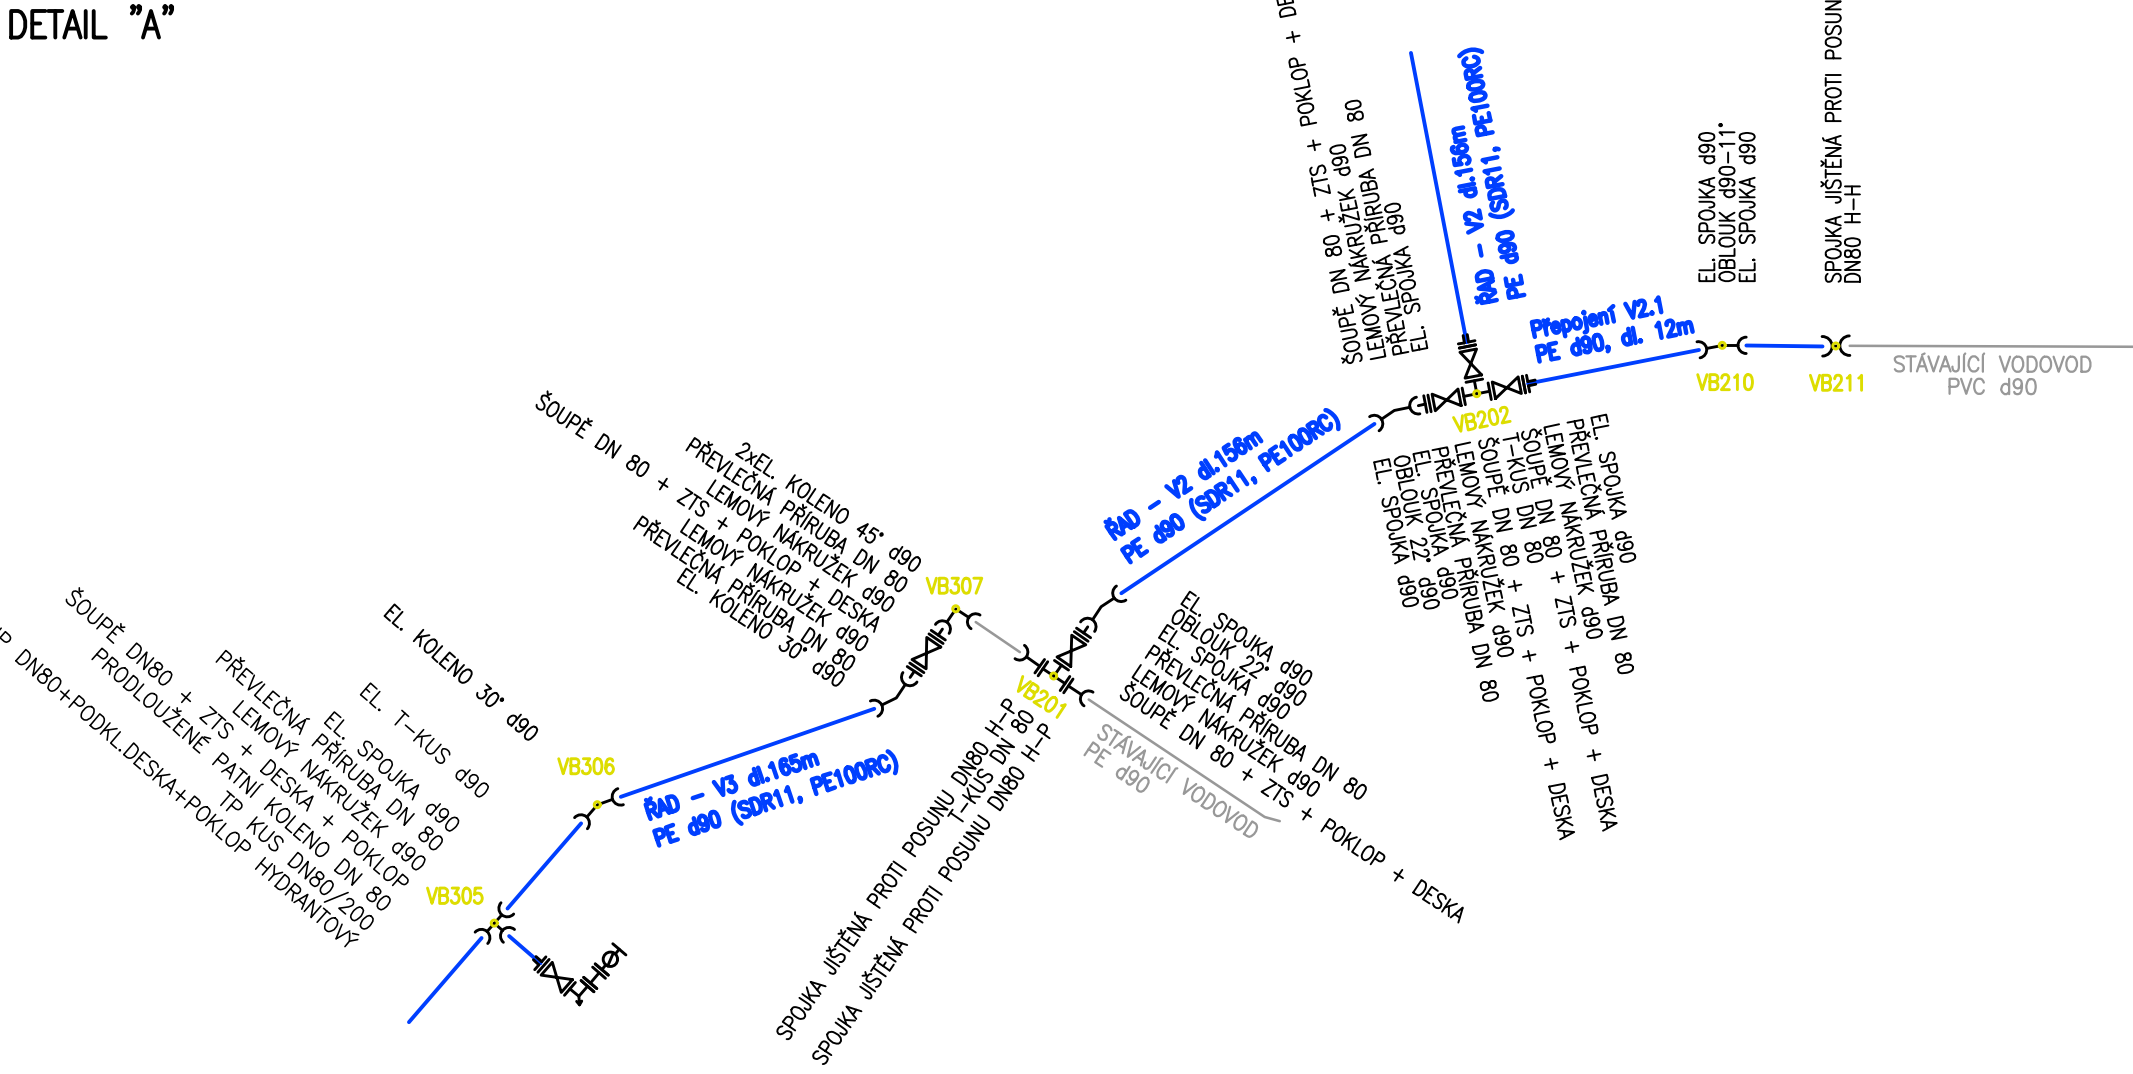 DETAIL "A"
ŠOUPĚ DN 80 + ZTS + POKLOP +
LEMOVÝ NÁKRUŽEK d90
PŘEVLEČNÁ PŘÍRUBA DN 80
EL. SPOJKA d90
ŘAD - V2 dl.156m
PE d90 (SDR11, PE100RC)
EL. SPOJKA d90
OBLOUK d90-11°
EL. SPOJKA d90
SPOJKA JIŠTĚNÁ PROTI
DN80 H-H
Přepojení V2.1
PE d90, dl. 12m
VB210
VB211
STÁVAJÍCÍ VODOVOD
PVC d90
VB202
EL. SPOJKA d90
OBLOUK 22° d90
EL. SPOJKA d90
PŘEVLEČNÁ PŘÍRUBA DN 80
LEMOVÝ NÁKRUŽEK d90
ŠOUPĚ DN 80 + ZTS + POKLOP + DESKA
T-KUS DN 80
ŠOUPĚ DN 80 + ZTS + POKLOP + DESKA
LEMOVÝ NÁKRUŽEK d90
PŘEVLEČNÁ PŘÍRUBA DN 80
EL. SPOJKA d90
ŘAD - V2 dl.156m
PE d90 (SDR11, PE100RC)
2xEL. KOLENO 45° d90
PŘEVLEČNÁ PŘÍRUBA DN 80
LEMOVÝ NÁKRUŽEK d90
ŠOUPĚ DN 80 + ZTS + POKLOP + DESKA
LEMOVÝ NÁKRUŽEK d90
PŘEVLEČNÁ PŘÍRUBA DN 80
EL. KOLENO 30° d90
VB307
VB201
EL. SPOJKA d90
OBLOUK 22° d90
EL. SPOJKA d90
PŘEVLEČNÁ PŘÍRUBA DN 80
LEMOVÝ NÁKRUŽEK d90
ŠOUPĚ DN 80 + ZTS + POKLOP + DESKA
STÁVAJÍCÍ VODOVOD
PE d90
SPOJKA JIŠTĚNÁ PROTI POSUNU DN80 H-P
T-KUS DN 80
SPOJKA JIŠTĚNÁ PROTI POSUNU DN80 H-P
ŘAD - V3 dl.165m
PE d90 (SDR11, PE100RC)
VB306
EL. KOLENO 30° d90
VB305
EL. T-KUS d90
EL. SPOJKA d90
PŘEVLEČNÁ PŘÍRUBA DN 80
LEMOVÝ NÁKRUŽEK d90
ŠOUPĚ DN80 + ZTS + DESKA + POKLOP
PRODLOUŽENÉ PATNÍ KOLENO DN 80
TP KUS DN80/200
DN80+PODKL.DESKA+POKLOP HYDRANTOVÝ